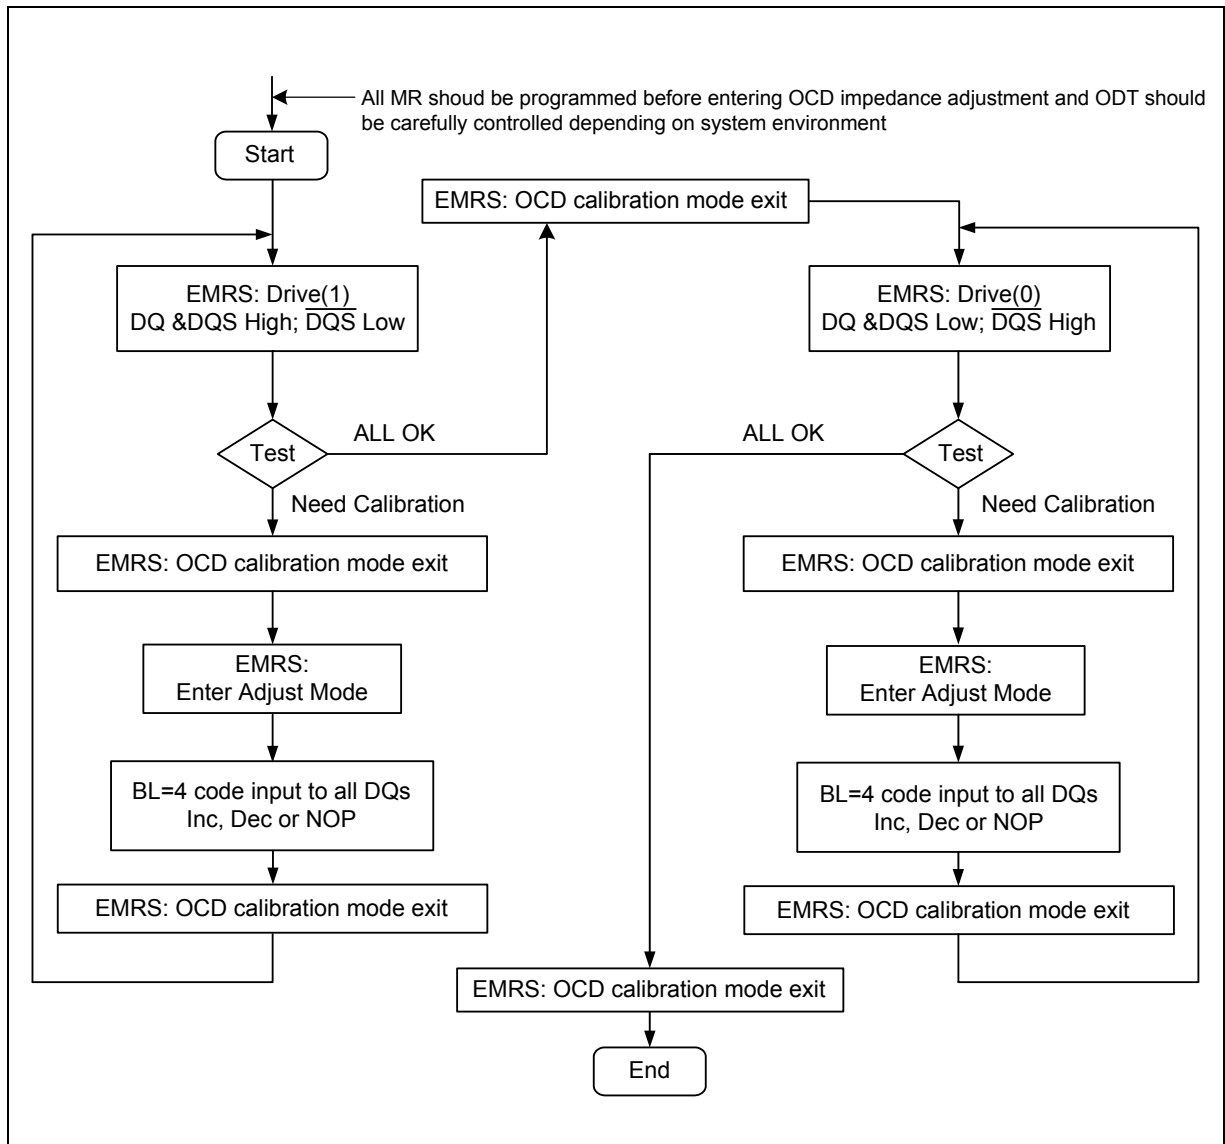 All MR shoud be programmed before entering OCD impedance adjustment and ODT should
be carefully controlled depending on system environment
Start
EMRS: OCD calibration mode exit
EMRS: Drive(1)
DQ &DQS High; D̅Q̅S̅ Low
Test
ALL OK
Need Calibration
EMRS: OCD calibration mode exit
EMRS:
Enter Adjust Mode
BL=4 code input to all DQs
Inc, Dec or NOP
EMRS: OCD calibration mode exit
EMRS: Drive(0)
DQ &DQS Low; D̅Q̅S̅ High
Test
ALL OK
Need Calibration
EMRS: OCD calibration mode exit
EMRS:
Enter Adjust Mode
BL=4 code input to all DQs
Inc, Dec or NOP
EMRS: OCD calibration mode exit
EMRS: OCD calibration mode exit
End